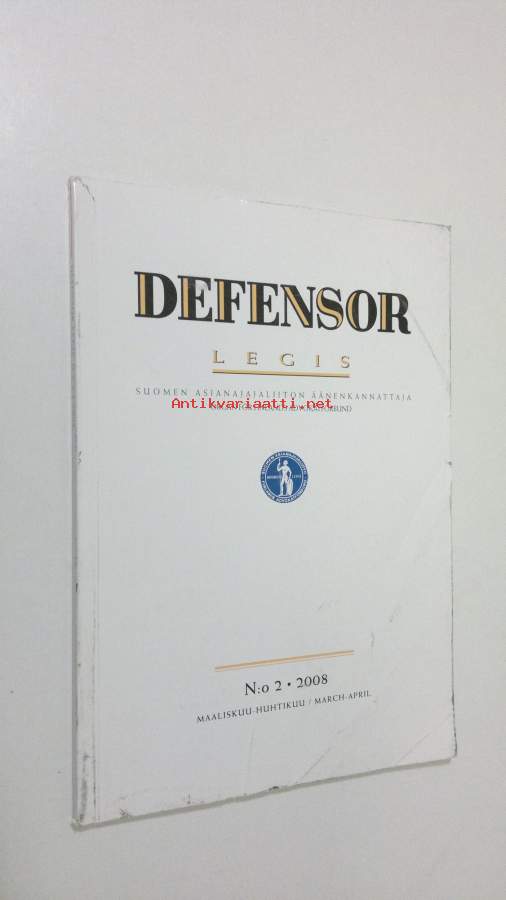 DEFENSOR
LEGIS
SUOMEN ASIANAJAJALIITON ÄÄNENKANNATTAJA
Antikvariaatti.net
N:o 2 • 2008
MAALISKUU-HUHTIKUU / MARCH-APRIL